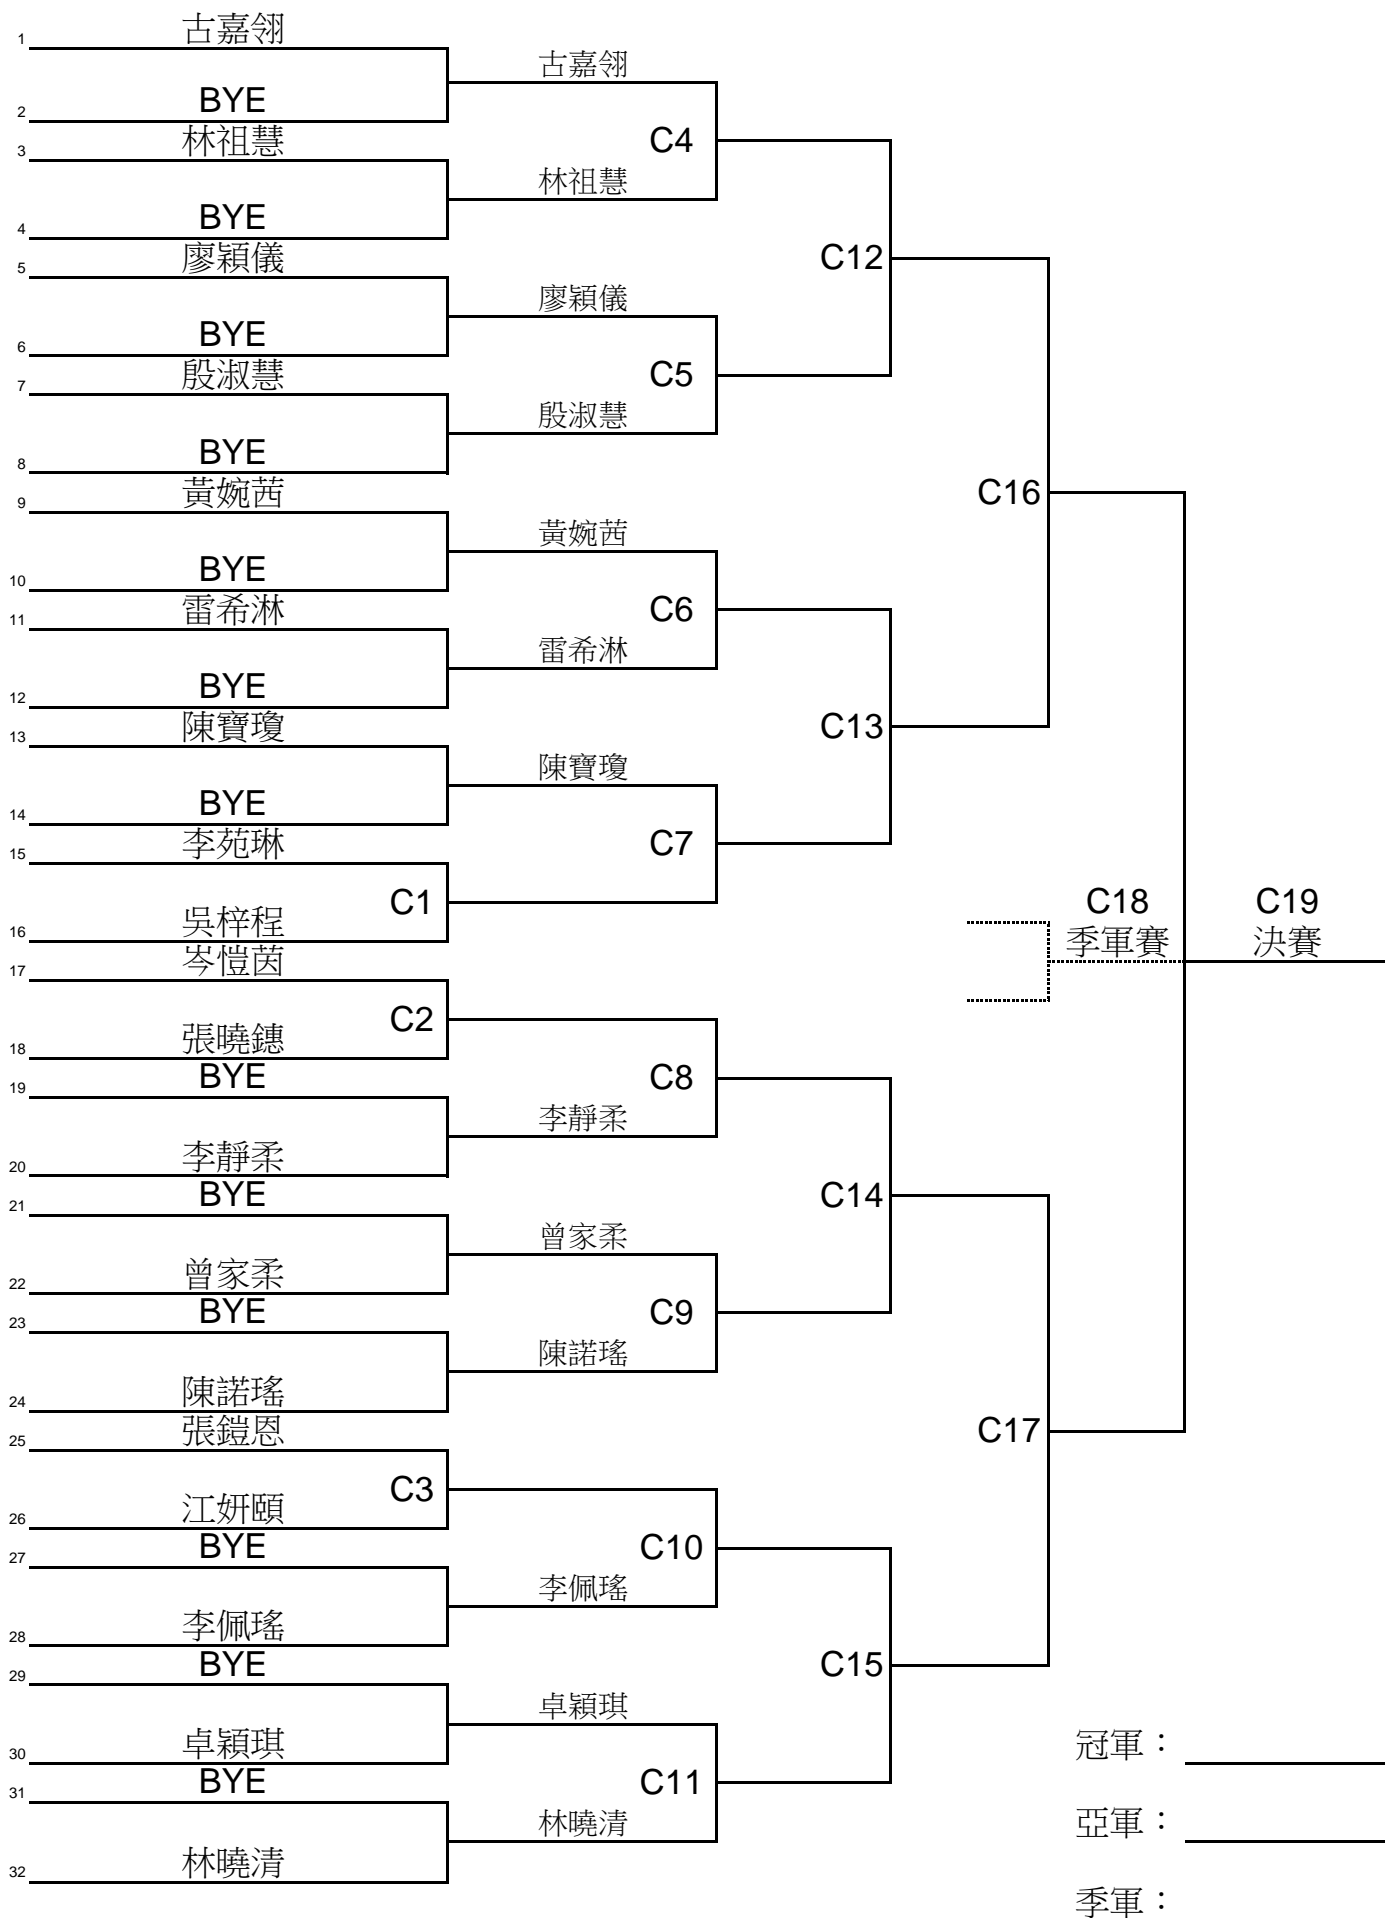 1 古嘉翎
古嘉翎
2 BYE
C4
3 林祖慧
林祖慧
4 BYE
C12
5 廖穎儀
廖穎儀
6 BYE
C5
7 殷淑慧
殷淑慧
8 BYE
C16
9 黃婉茜
黃婉茜
10 BYE
C6
11 雷希淋
雷希淋
12 BYE
C13
13 陳寶瓊
陳寶瓊
14 BYE
C7
15 李苑琳
C1
16 吳梓程
C18
季軍賽
C19
決賽
17 岑愷茵
C2
18 張曉鏸
C8
19 BYE
李靜柔
20 李靜柔
C14
21 BYE
曾家柔
22 曾家柔
C9
23 BYE
陳諾瑤
24 陳諾瑤
C17
25 張鎧恩
C3
26 江妍頤
C10
27 BYE
李佩瑤
28 李佩瑤
C15
29 BYE
卓穎琪
30 卓穎琪
C11
31 BYE
林曉清
32 林曉清
冠軍：
亞軍：
季軍：